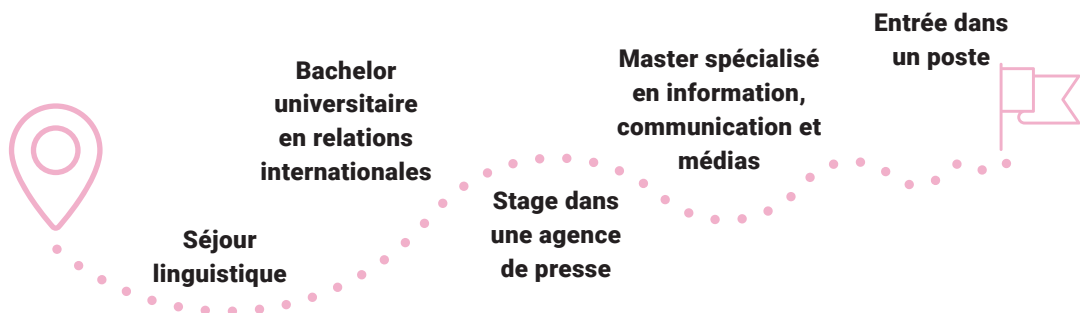 Séjour
linguistique
Bachelor
universitaire
en relations
internationales
Stage dans
une agence
de presse
Master spécialisé
en information,
communication et
médias
Entrée dans
un poste